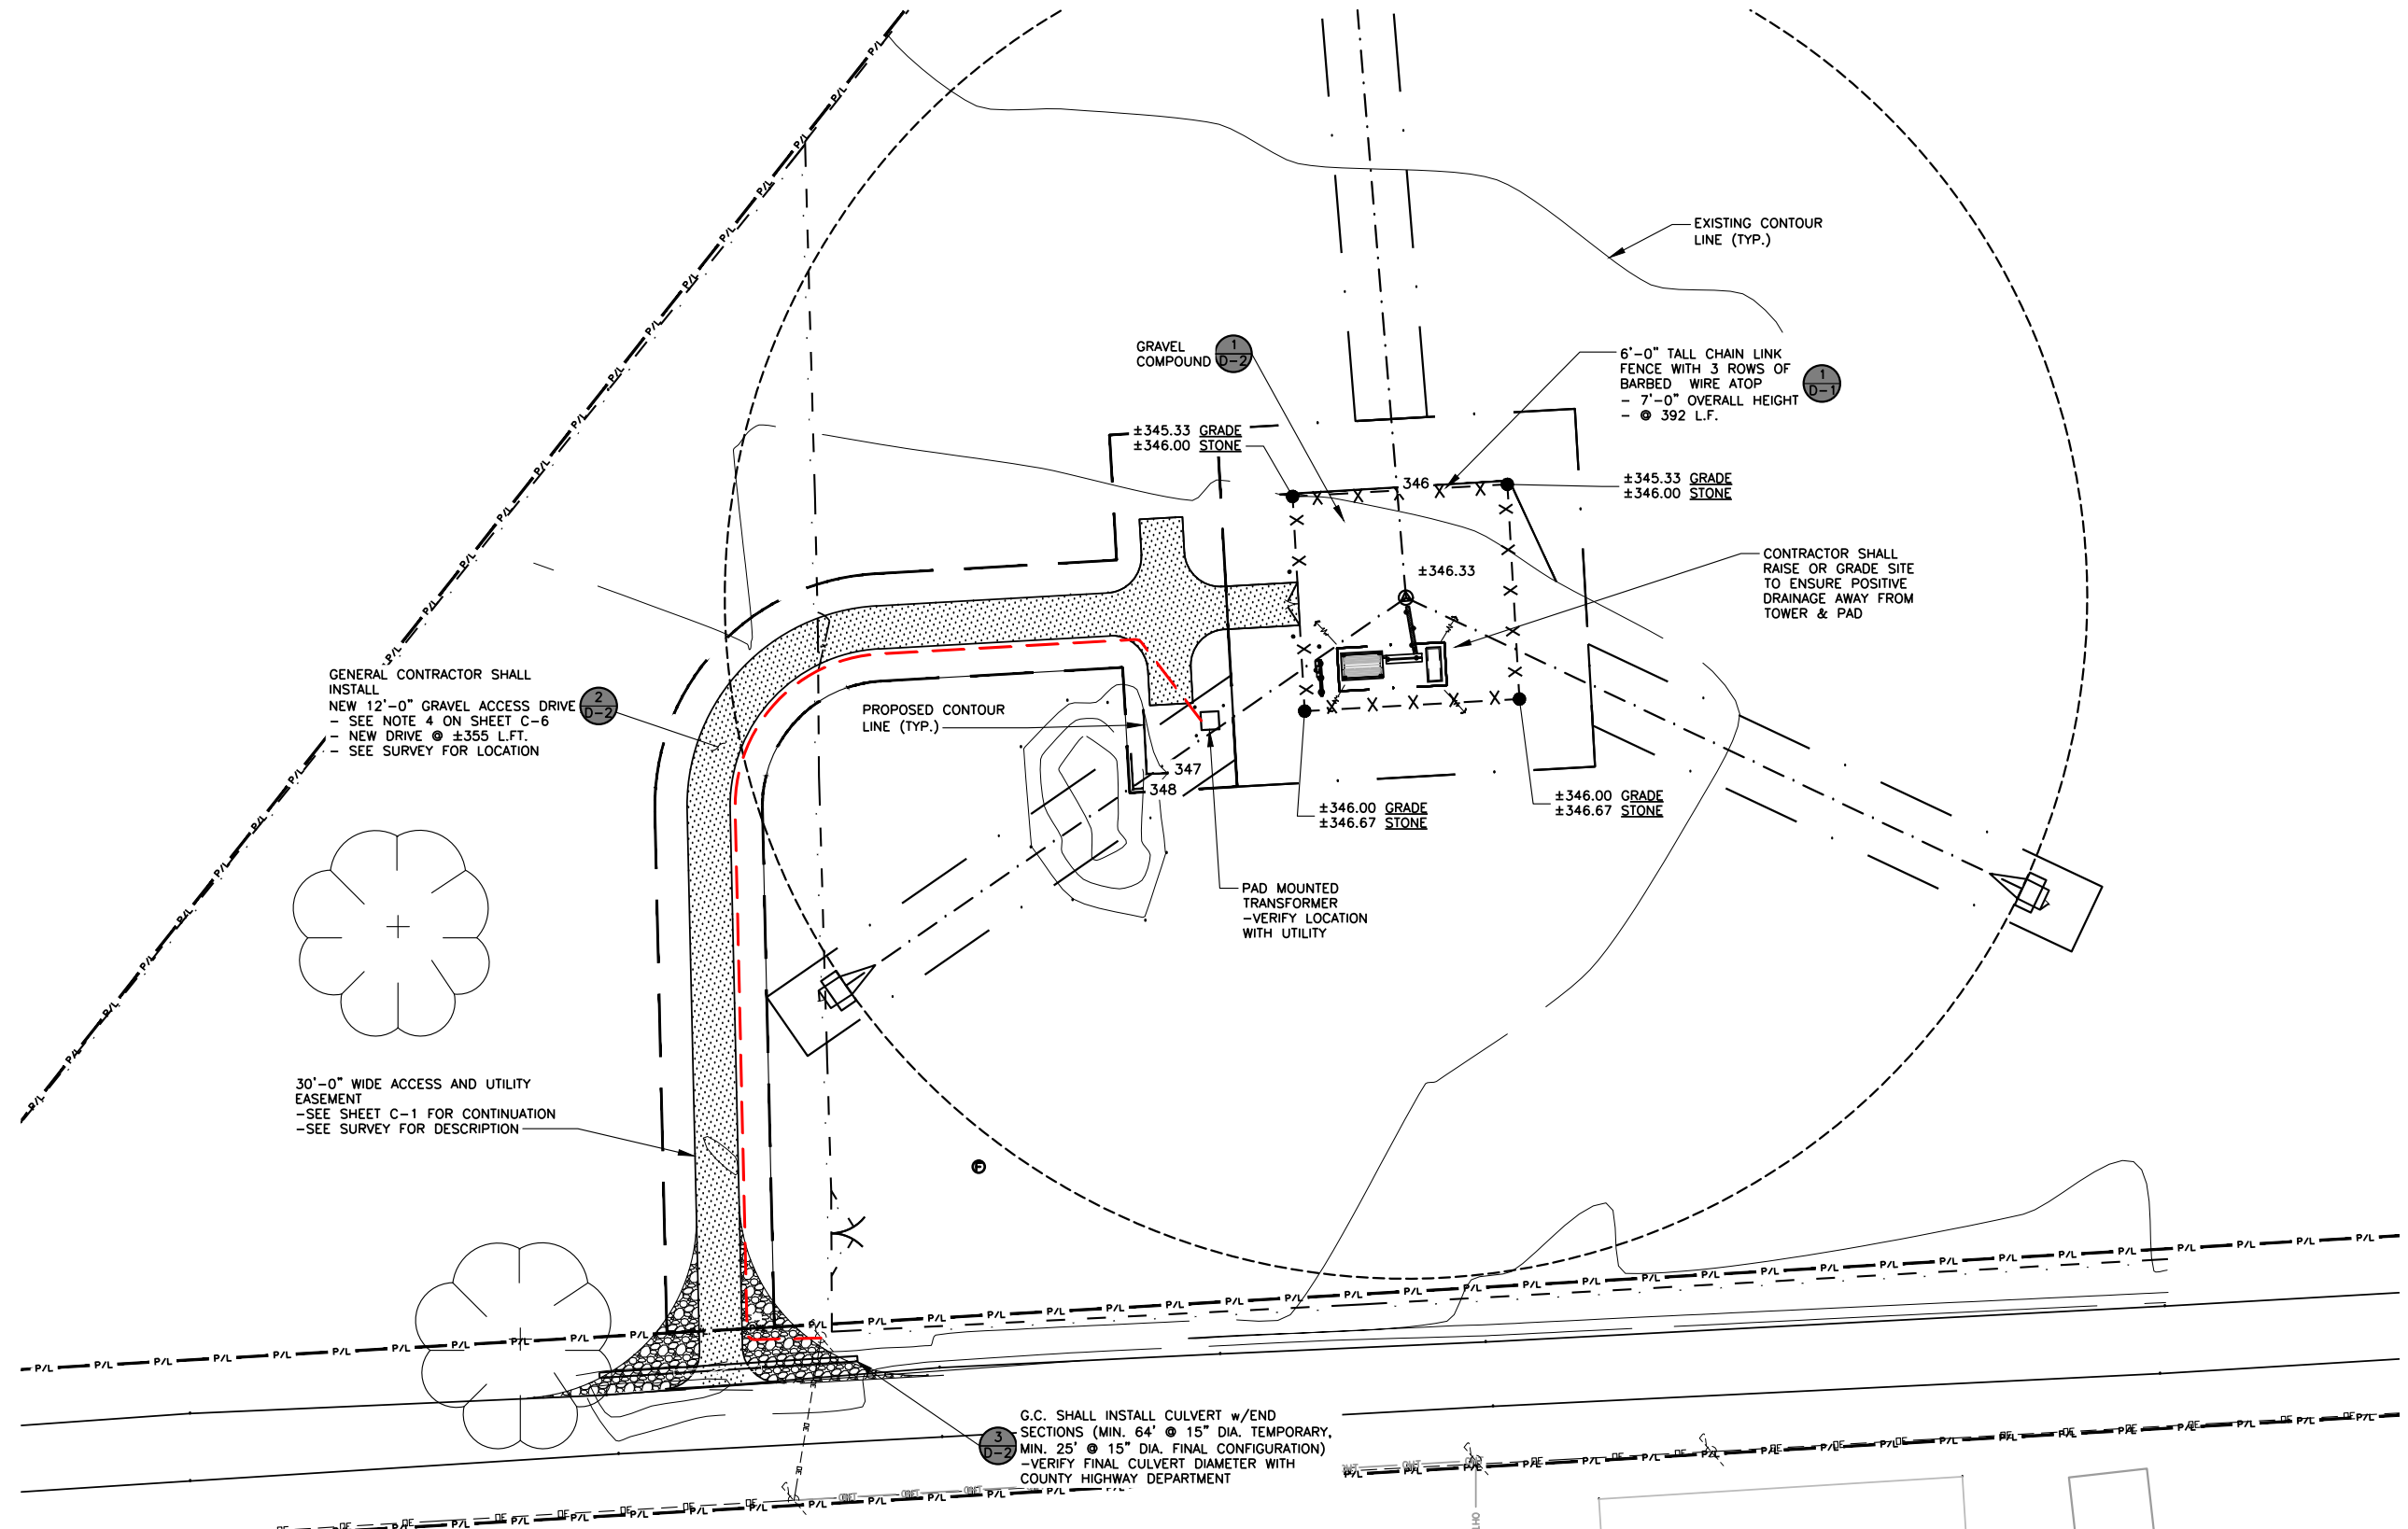 EXISTING CONTOUR
LINE (TYP.)
GRAVEL
COMPOUND
1
D-2
6'-0" TALL CHAIN LINK
FENCE WITH 3 ROWS OF
BARBED WIRE ATOP
- 7'-0" OVERALL HEIGHT
- @ 392 L.F.
1
D-1
±345.33 GRADE
±346.00 STONE
346
±345.33 GRADE
±346.00 STONE
±346.33
CONTRACTOR SHALL
RAISE OR GRADE SITE
TO ENSURE POSITIVE
DRAINAGE AWAY FROM
TOWER & PAD
GENERAL CONTRACTOR SHALL
INSTALL
NEW 12'-0" GRAVEL ACCESS DRIVE
- SEE NOTE 4 ON SHEET C-6
- NEW DRIVE @ ±355 L.FT.
- SEE SURVEY FOR LOCATION
2
D-2
PROPOSED CONTOUR
LINE (TYP.)
347
348
±346.00 GRADE
±346.67 STONE
±346.00 GRADE
±346.67 STONE
PAD MOUNTED
TRANSFORMER
-VERIFY LOCATION
WITH UTILITY
30'-0" WIDE ACCESS AND UTILITY
EASEMENT
-SEE SHEET C-1 FOR CONTINUATION
-SEE SURVEY FOR DESCRIPTION
P/L P/L P/L P/L P/L P/L P/L P/L P/L P/L
3
D-2
G.C. SHALL INSTALL CULVERT w/END
SECTIONS (MIN. 64' @ 15" DIA. TEMPORARY,
MIN. 25' @ 15" DIA. FINAL CONFIGURATION)
-VERIFY FINAL CULVERT DIAMETER WITH
COUNTY HIGHWAY DEPARTMENT